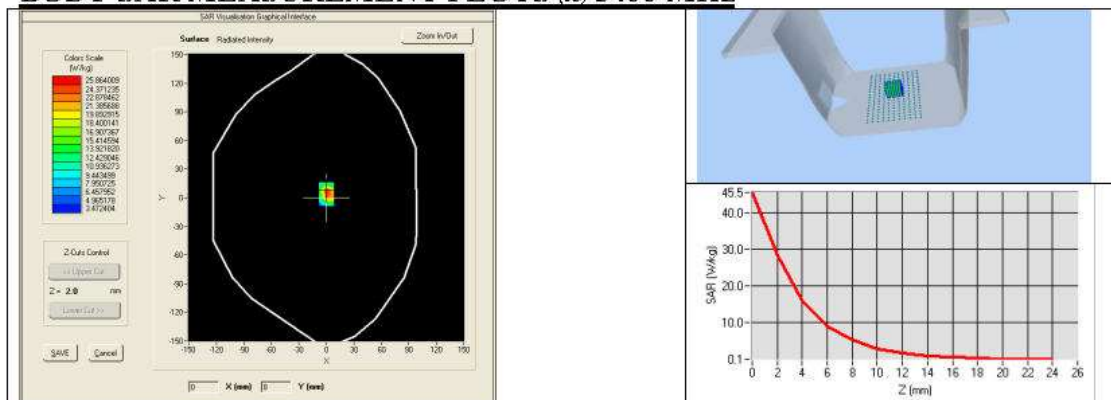 SAR Visualisation Graphical Interface
Surface Radiated Intensity
Zoom In/Out
Colors Scale
(W/kg)
25.864009
24.371235
22.878462
21.385688
19.892915
18.400141
16.907367
15.414594
13.921820
12.429046
10.936273
9.443499
7.950725
6.457952
4.965178
3.472404
Z-Cuts Control
<< Upper Cut
Z = 2.0 mm
Lower Cut >>
SAVE
Cancel
150
120
90
60
30
0
-30
-60
-90
-120
-150
Y
-150 -120 -90 -60 -30 0 30 60 90 120 150
X
0 X (mm) 8 Y (mm)
45.5
40.0
30.0
20.0
10.0
0.1
SAR (W/kg)
0 2 4 6 8 10 12 14 16 18 20 22 24 26
Z (mm)